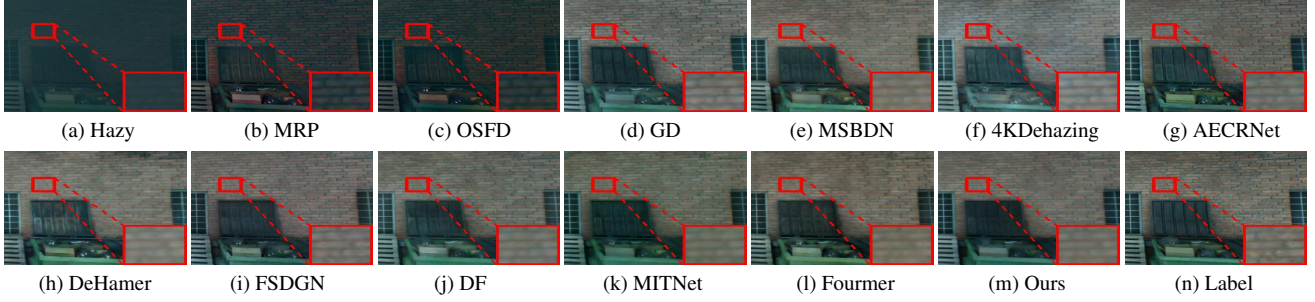 (a) Hazy
(b) MRP
(c) OSFD
(d) GD
(e) MSBDN
(f) 4KDehazing
(g) AECRNet
(h) DeHamer
(i) FSDGN
(j) DF
(k) MITNet
(l) Fourmer
(m) Ours
(n) Label